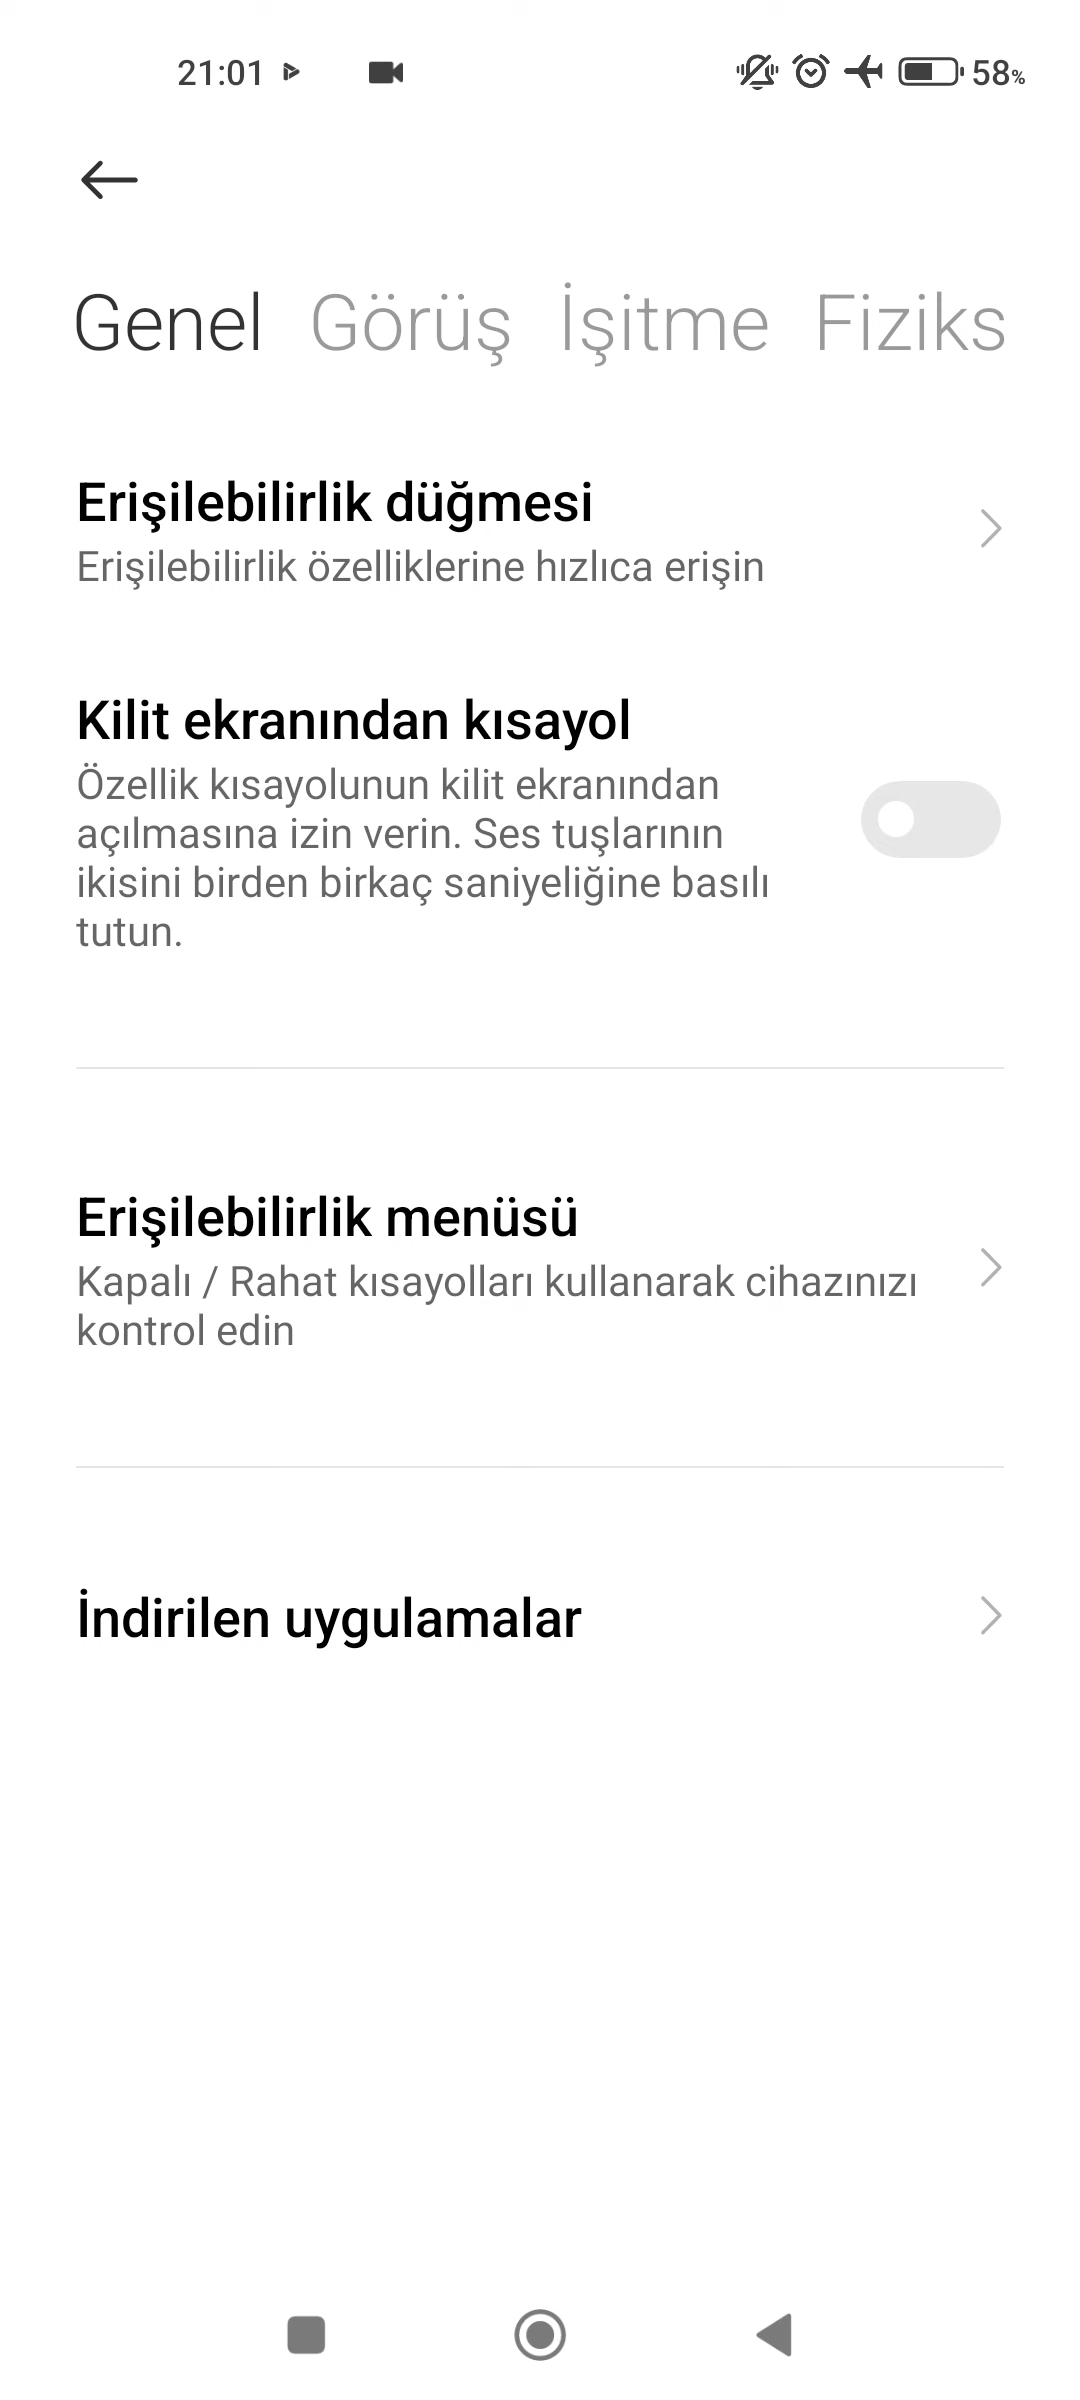 21:01
58%
Genel Görüş İşitme Fiziks
Erişilebilirlik düğmesi
Erişilebilirlik özelliklerine hızlıca erişin
Kilit ekranından kısayol
Özellik kısayolunun kilit ekranından
açılmasına izin verin. Ses tuşlarının
ikisini birden birkaç saniyeliğine basılı
tutun.
Erişilebilirlik menüsü
Kapalı / Rahat kısayolları kullanarak cihazınızı
kontrol edin
İndirilen uygulamalar